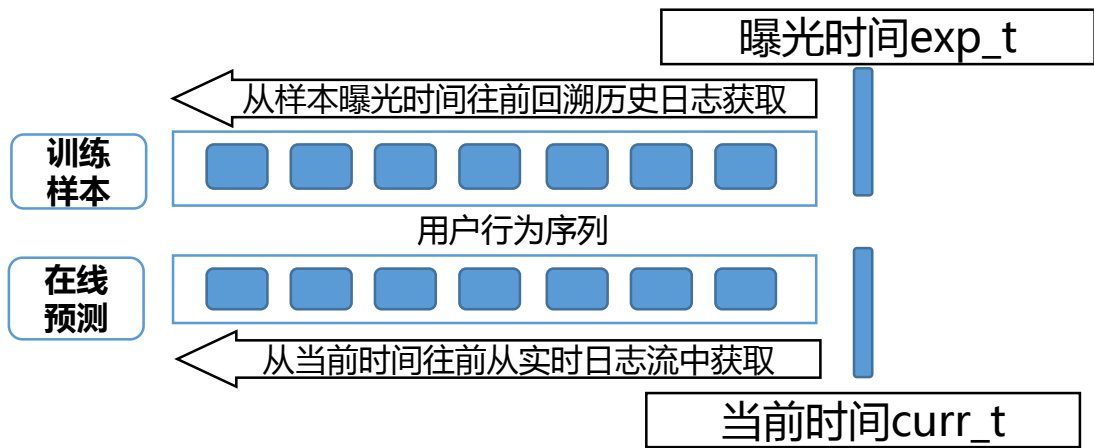 曝光时间exp_t
从样本曝光时间往前回溯历史日志获取
训练
样本
用户行为序列
在线
预测
从当前时间往前从实时日志流中获取
当前时间curr_t